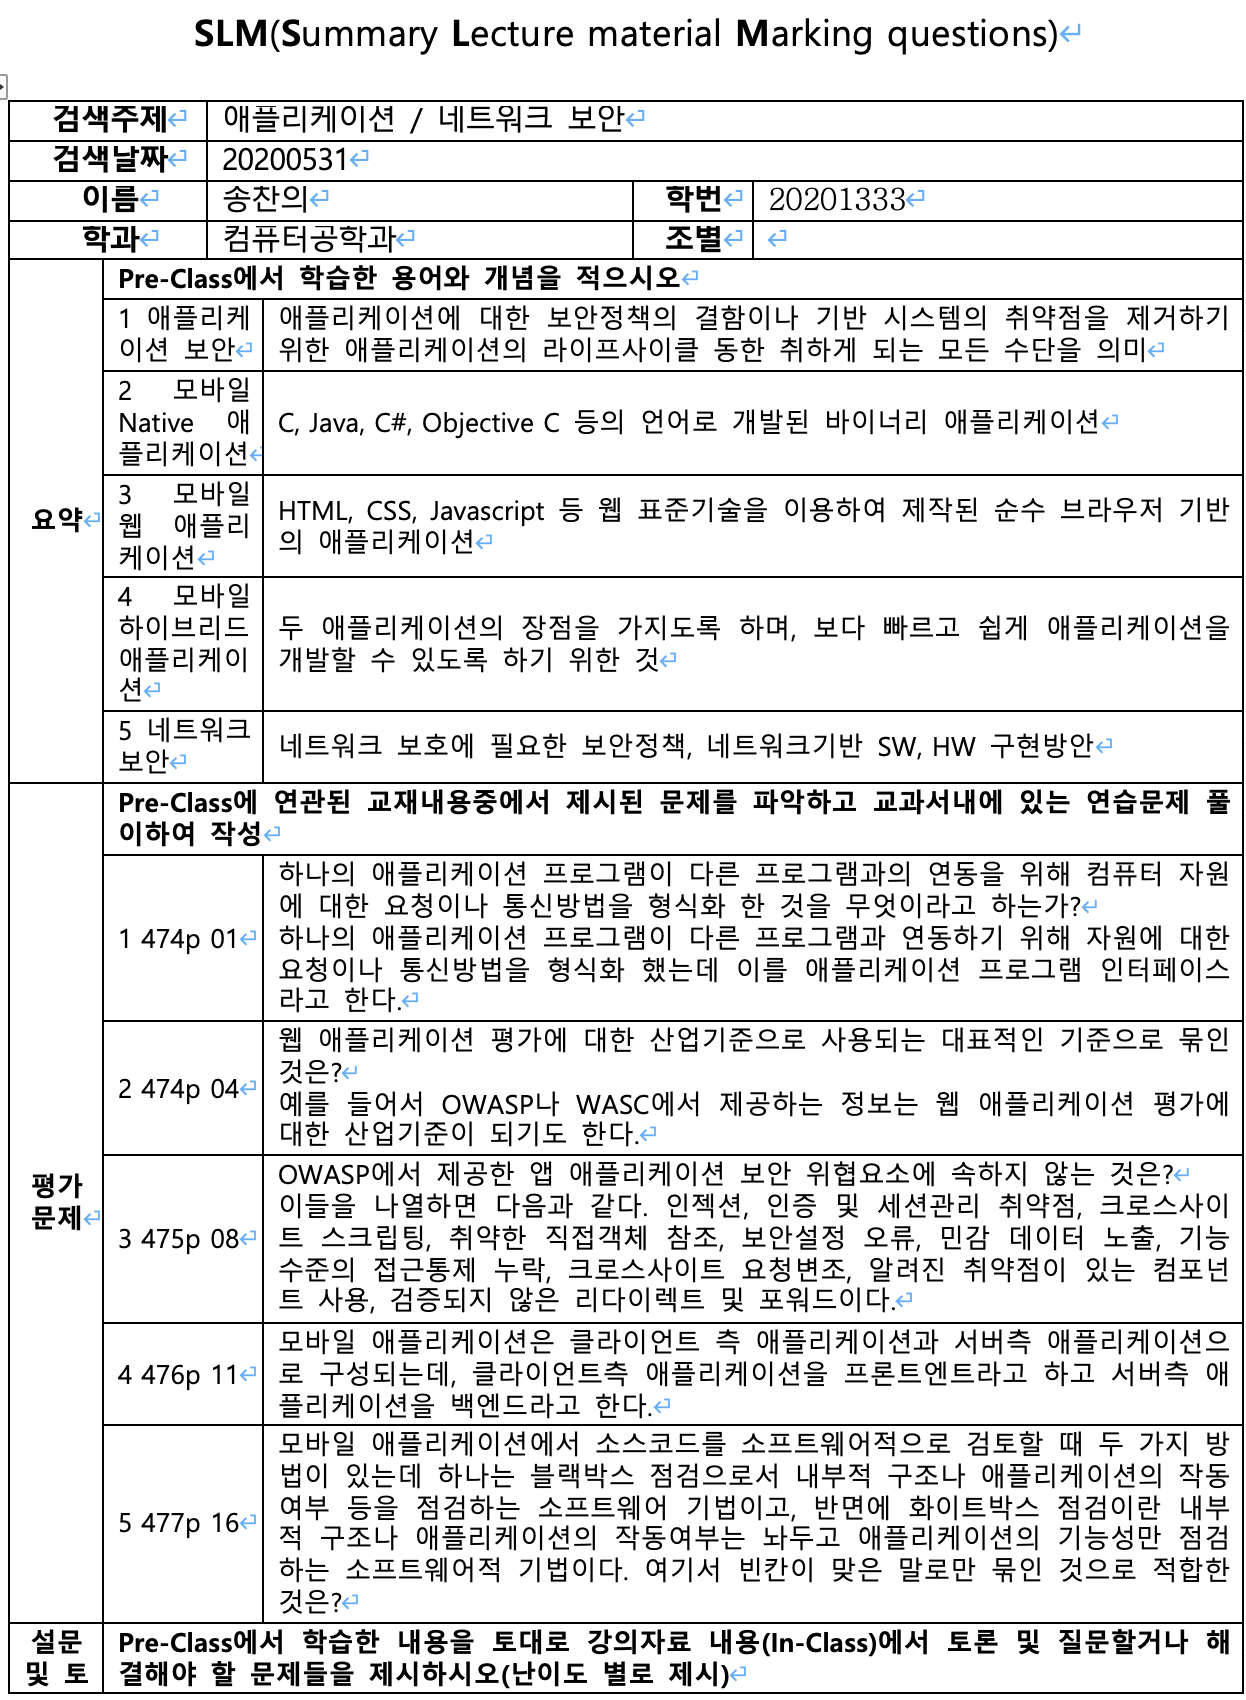 SLM(Summary Lecture material Marking questions)
검색주제 애플리케이션 / 네트워크 보안
검색날짜 20200531
이름 송찬의 학번 20201333
학과 컴퓨터공학과 조별
요약
Pre-Class에서 학습한 용어와 개념을 적으시오
1 애플리케
이션 보안
애플리케이션에 대한 보안정책의 결함이나 기반 시스템의 취약점을 제거하기
위한 애플리케이션의 라이프사이클 동한 취하게 되는 모든 수단을 의미
2 모바일
Native 애
플리케이션
C, Java, C#, Objective C 등의 언어로 개발된 바이너리 애플리케이션
3 모바일
웹 애플리
케이션
HTML, CSS, Javascript 등 웹 표준기술을 이용하여 제작된 순수 브라우저 기반
의 애플리케이션
4 모바일
하이브리드
애플리케이
션
두 애플리케이션의 장점을 가지도록 하며, 보다 빠르고 쉽게 애플리케이션을
개발할 수 있도록 하기 위한 것
5 네트워크
보안
네트워크 보호에 필요한 보안정책, 네트워크기반 SW, HW 구현방안
평가
문제
Pre-Class에 연관된 교재내용중에서 제시된 문제를 파악하고 교과서내에 있는 연습문제 풀
이하여 작성
1 474p 01
하나의 애플리케이션 프로그램이 다른 프로그램과의 연동을 위해 컴퓨터 자원
에 대한 요청이나 통신방법을 형식화 한 것을 무엇이라고 하는가?
하나의 애플리케이션 프로그램이 다른 프로그램과 연동하기 위해 자원에 대한
요청이나 통신방법을 형식화 했는데 이를 애플리케이션 프로그램 인터페이스
라고 한다.
2 474p 04
웹 애플리케이션 평가에 대한 산업기준으로 사용되는 대표적인 기준으로 묶인
것은?
예를 들어서 OWASP나 WASC에서 제공하는 정보는 웹 애플리케이션 평가에
대한 산업기준이 되기도 한다.
3 475p 08
OWASP에서 제공한 앱 애플리케이션 보안 위협요소에 속하지 않는 것은?
이들을 나열하면 다음과 같다. 인젝션, 인증 및 세션관리 취약점, 크로스사이
트 스크립팅, 취약한 직접객체 참조, 보안설정 오류, 민감 데이터 노출, 기능
수준의 접근통제 누락, 크로스사이트 요청변조, 알려진 취약점이 있는 컴포넌
트 사용, 검증되지 않은 리다이렉트 및 포워드이다.
4 476p 11
모바일 애플리케이션은 클라이언트 측 애플리케이션과 서버측 애플리케이션으
로 구성되는데, 클라이언트측 애플리케이션을 프론트엔트라고 하고 서버측 애
플리케이션을 백엔드라고 한다.
5 477p 16
모바일 애플리케이션에서 소스코드를 소프트웨어적으로 검토할 때 두 가지 방
법이 있는데 하나는 블랙박스 점검으로서 내부적 구조나 애플리케이션의 작동
여부 등을 점검하는 소프트웨어 기법이고, 반면에 화이트박스 점검이란 내부
적 구조나 애플리케이션의 작동여부는 놔두고 애플리케이션의 기능성만 점검
하는 소프트웨어적 기법이다. 여기서 빈칸이 맞은 말로만 묶인 것으로 적합한
것은?
설문
및 토
Pre-Class에서 학습한 내용을 토대로 강의자료 내용(In-Class)에서 토론 및 질문할거나 해
결해야 할 문제들을 제시하시오(난이도 별로 제시)